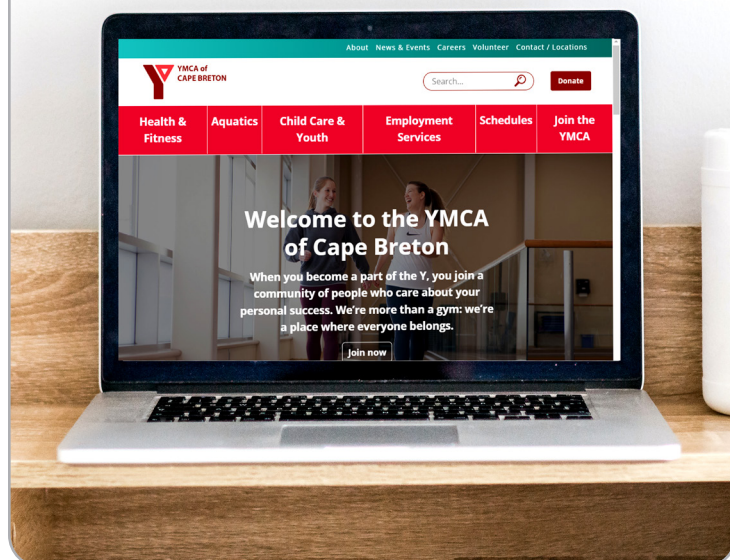 About News & Events Careers Volunteer Contact / Locations
YMCA of
CAPE BRETON
Search...
Donate
Health &
Fitness
Aquatics
Child Care &
Youth
Employment
Services
Schedules
Join the
YMCA
Welcome to the YMCA
of Cape Breton
When you become a part of the Y, you join a
community of people who care about your
personal success. We're more than a gym: we're
a place where everyone belongs.
Join now